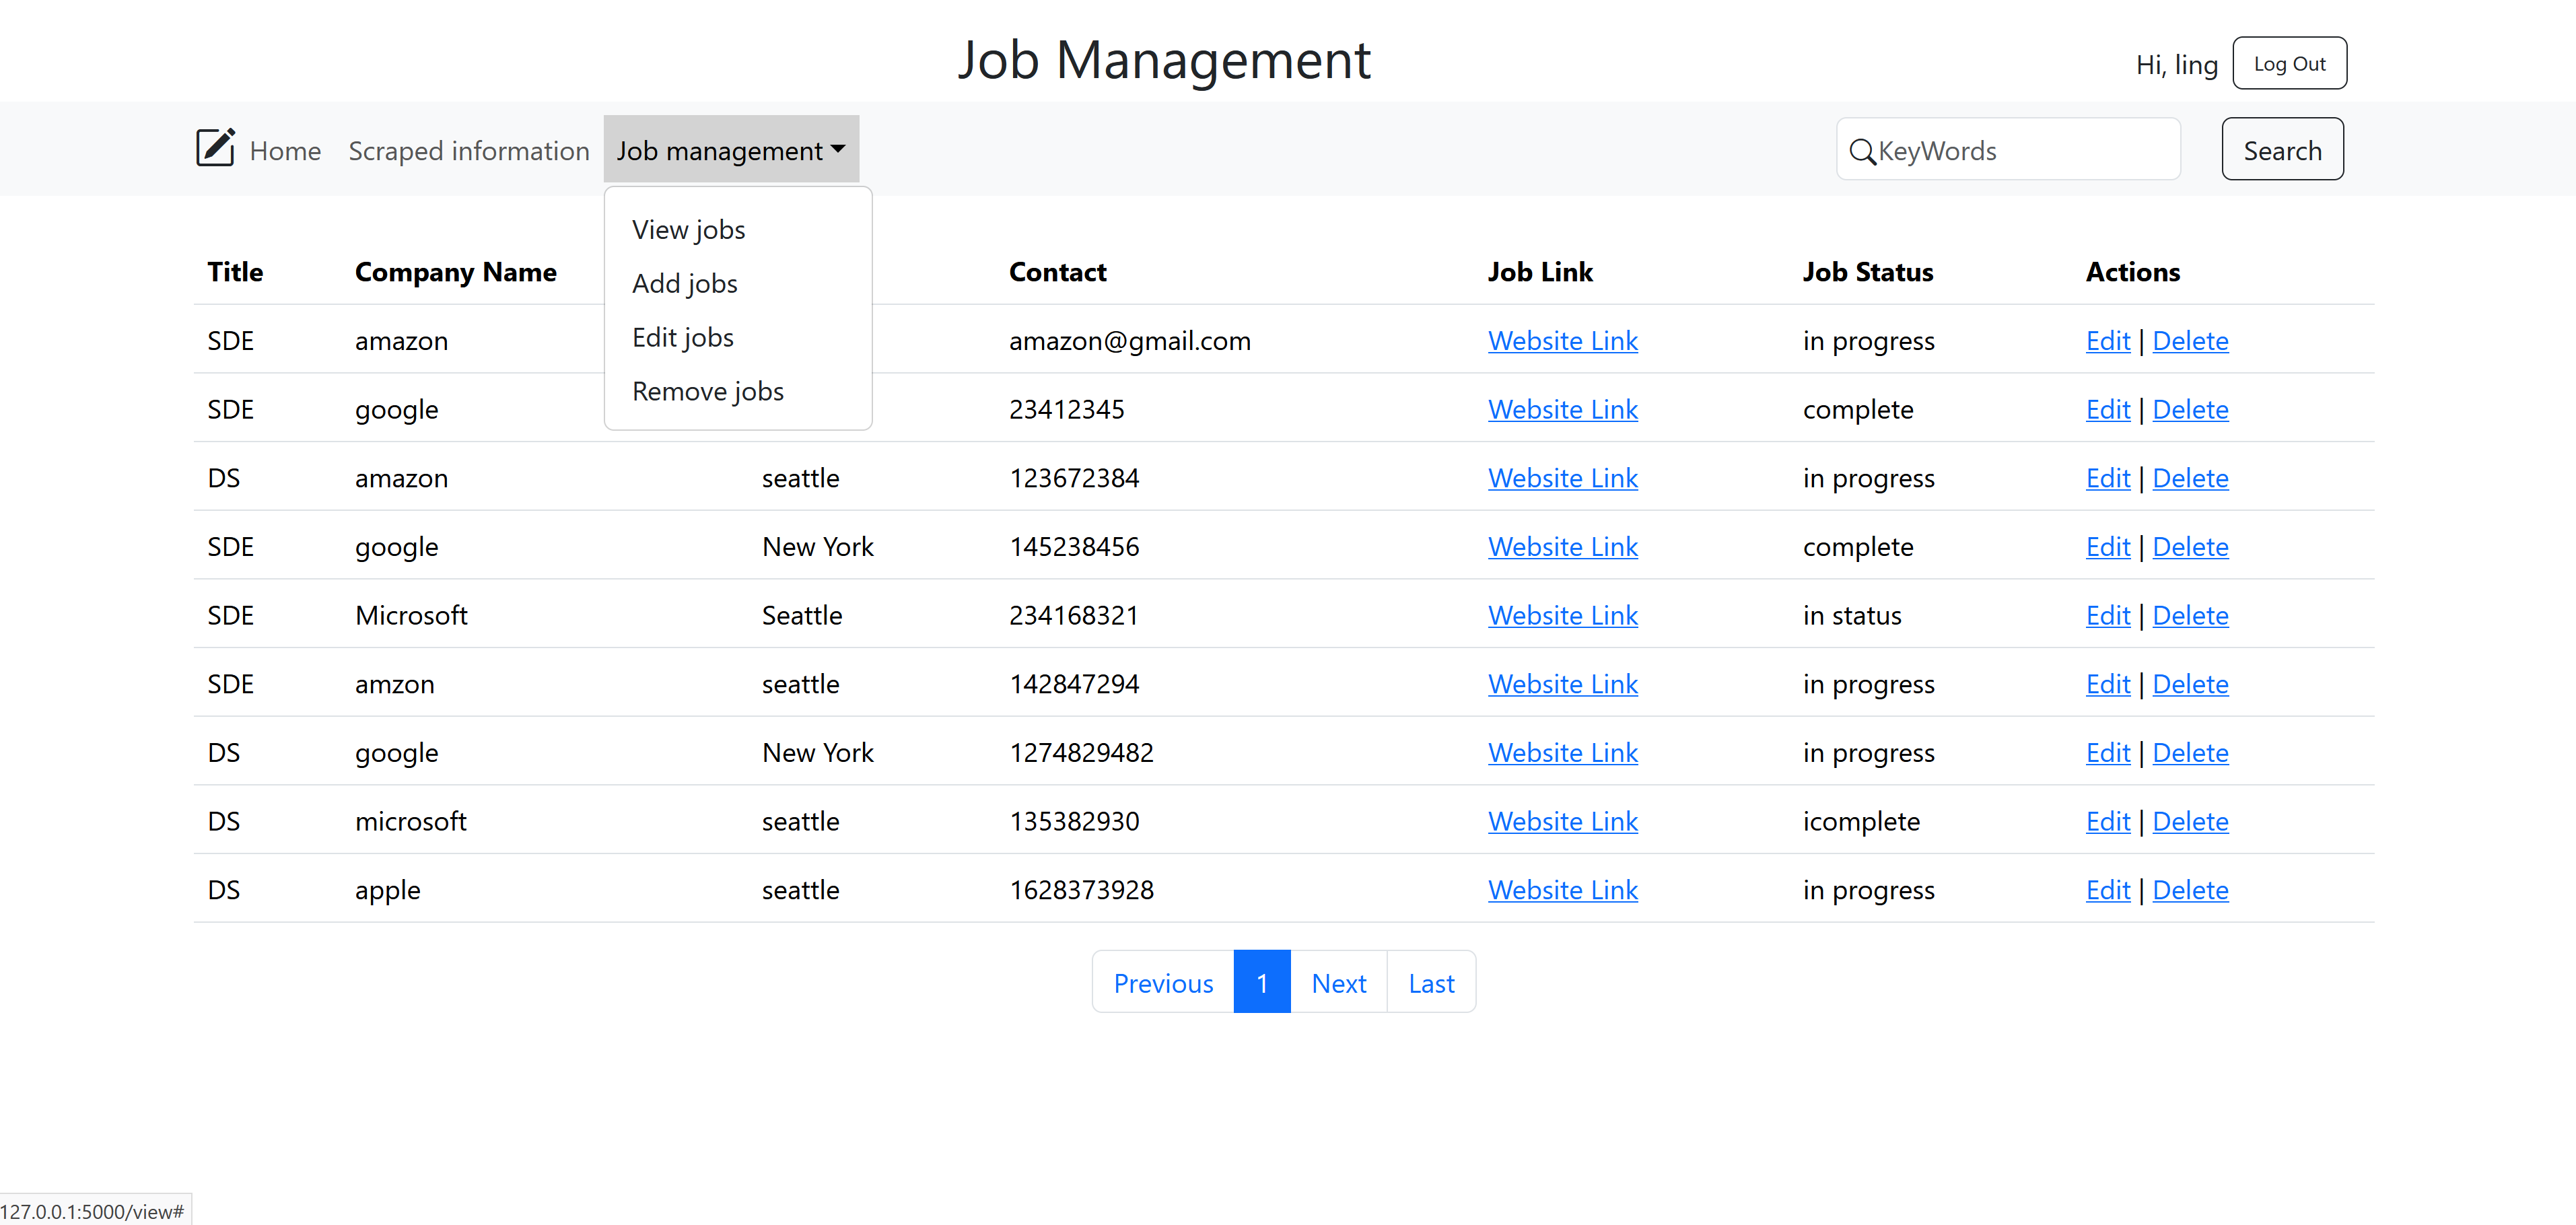 Job Management
Hi, ling Log Out
Home Scraped information Job management KeyWords Search
View jobs
Add jobs
Edit jobs
Remove jobs
Title Company Name Contact Job Link Job Status Actions
SDE amazon amazon@gmail.com Website Link in progress Edit | Delete
SDE google 23412345 Website Link complete Edit | Delete
DS amazon seattle 123672384 Website Link in progress Edit | Delete
SDE google New York 145238456 Website Link complete Edit | Delete
SDE Microsoft Seattle 234168321 Website Link in status Edit | Delete
SDE amzon seattle 142847294 Website Link in progress Edit | Delete
DS google New York 1274829482 Website Link in progress Edit | Delete
DS microsoft seattle 135382930 Website Link icomplete Edit | Delete
DS apple seattle 1628373928 Website Link in progress Edit | Delete
Previous 1 Next Last
127.0.0.1:5000/view#